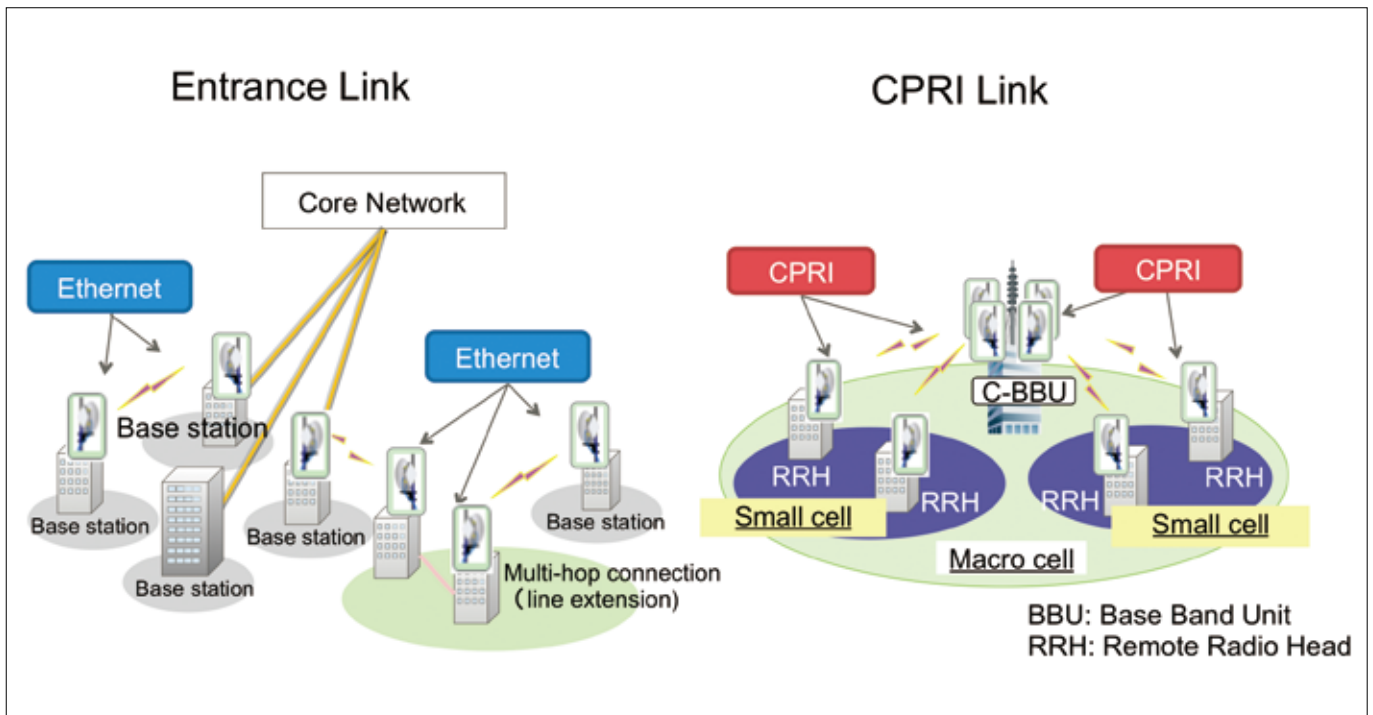 Entrance Link
CPRI Link
Core Network
Ethernet
Ethernet
CPRI
CPRI
Base station
Base station
Base station
Base station
Base station
Multi-hop connection
(line extension)
C-BBU
RRH
RRH
RRH
RRH
Small cell
Small cell
Macro cell
BBU: Base Band Unit
RRH: Remote Radio Head